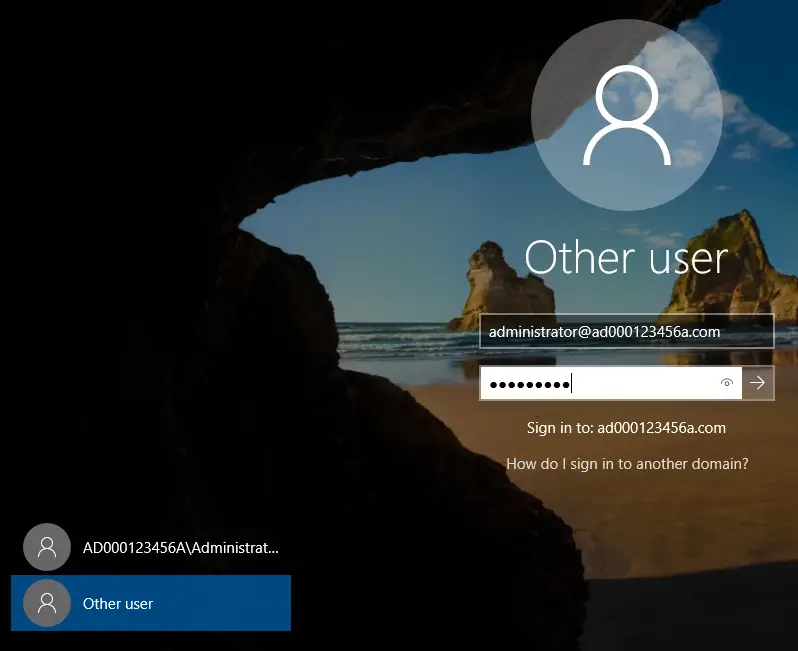 Other user
administrator@ad000123456a.com
●●●●●●●●●
Sign in to: ad000123456a.com
How do I sign in to another domain?
AD000123456A\Administrat...
Other user